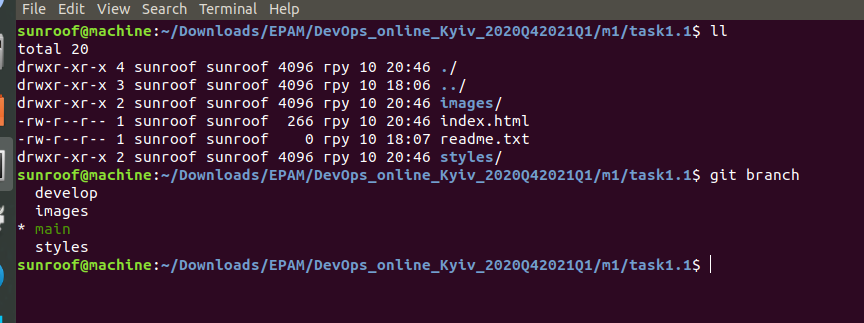 File Edit View Search Terminal Help
sunroof@machine:~/Downloads/EPAM/DevOps_online_Kyiv_2020Q42021Q1/m1/task1.1$ ll
total 20
drwxr-xr-x 4 sunroof sunroof 4096 гру 10 20:46 ./
drwxr-xr-x 3 sunroof sunroof 4096 гру 10 18:06 ../
drwxr-xr-x 2 sunroof sunroof 4096 гру 10 20:46 images/
-rw-r--r-- 1 sunroof sunroof  266 гру 10 20:46 index.html
-rw-r--r-- 1 sunroof sunroof    0 гру 10 18:07 readme.txt
drwxr-xr-x 2 sunroof sunroof 4096 гру 10 20:46 styles/
sunroof@machine:~/Downloads/EPAM/DevOps_online_Kyiv_2020Q42021Q1/m1/task1.1$ git branch
  develop
  images
* main
  styles
sunroof@machine:~/Downloads/EPAM/DevOps_online_Kyiv_2020Q42021Q1/m1/task1.1$